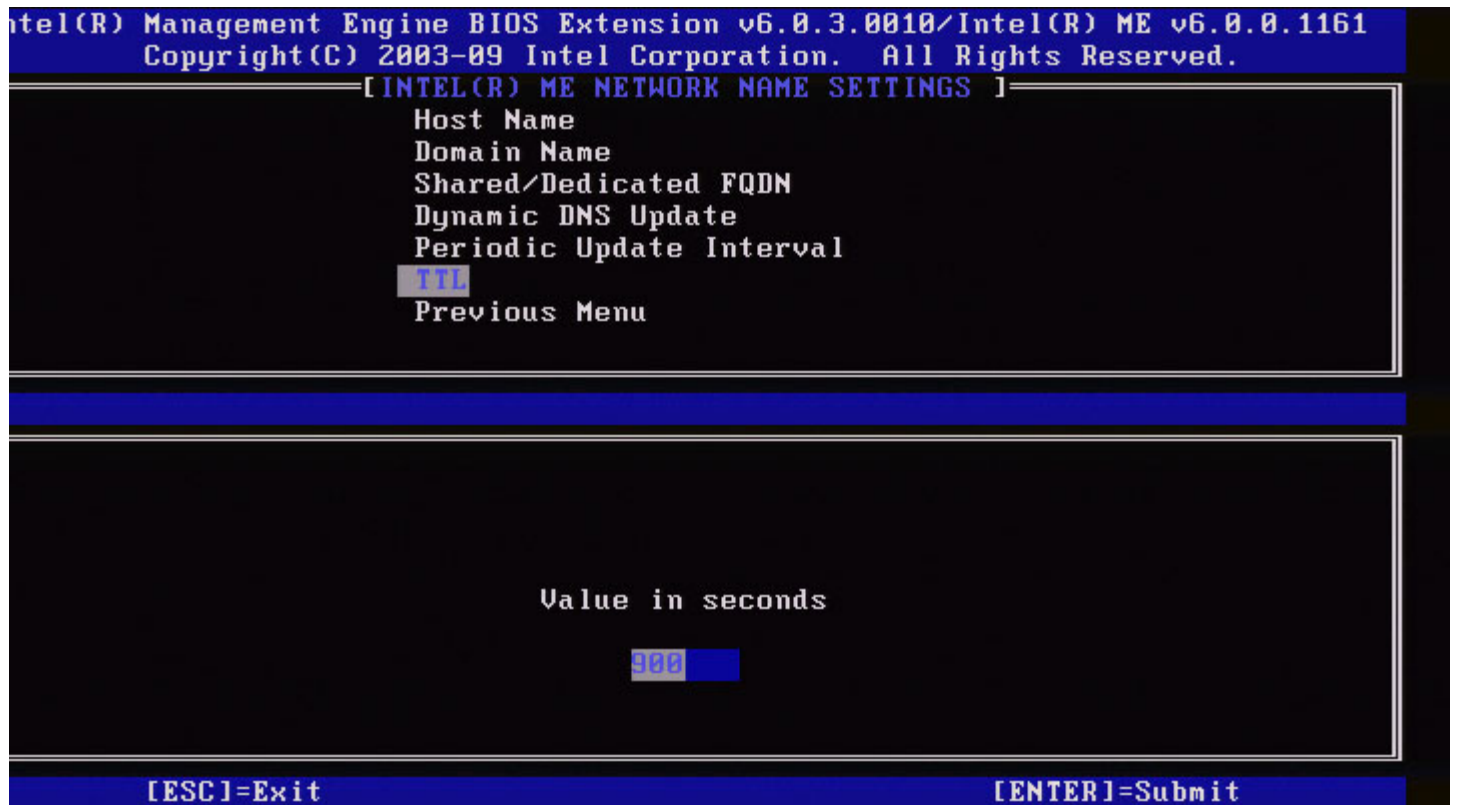 ntel(R) Management Engine BIOS Extension v6.0.3.0010/Intel(R) ME v6.0.0.1161
Copyright(C) 2003-09 Intel Corporation. All Rights Reserved.
[ INTEL(R) ME NETWORK NAME SETTINGS ]
Host Name
Domain Name
Shared/Dedicated FQDN
Dynamic DNS Update
Periodic Update Interval
TTL
Previous Menu
Value in seconds
900
[ESC]=Exit [ENTER]=Submit